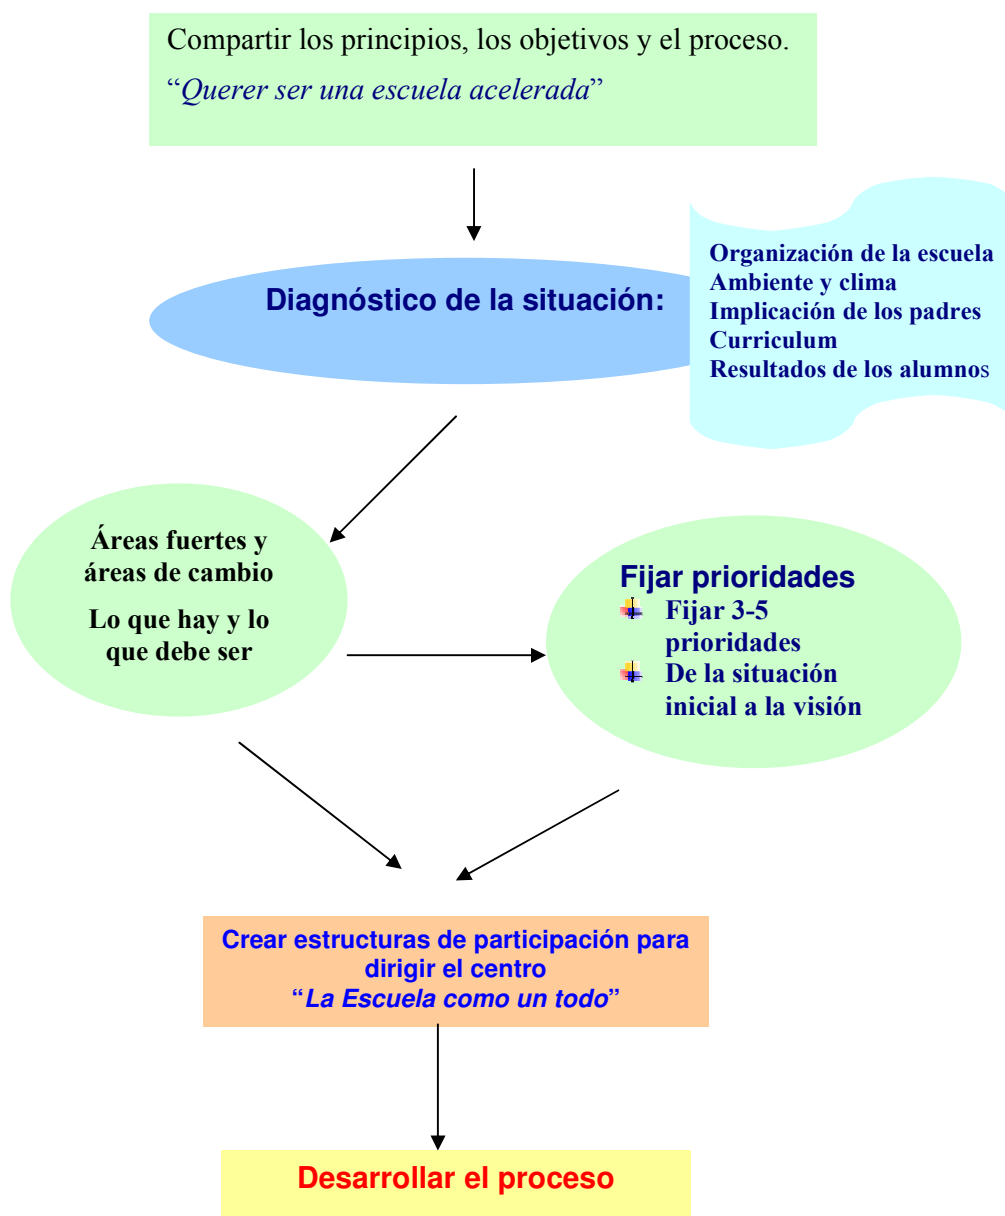 Compartir los principios, los objetivos y el proceso.
“Querer ser una escuela acelerada”
Organización de la escuela
Ambiente y clima
Implicación de los padres
Curriculum
Resultados de los alumnos
Diagnóstico de la situación:
Áreas fuertes y
áreas de cambio
Lo que hay y lo
que debe ser
Fijar prioridades
Fijar 3-5
prioridades
De la situación
inicial a la visión
Crear estructuras de participación para
dirigir el centro
“La Escuela como un todo”
Desarrollar el proceso